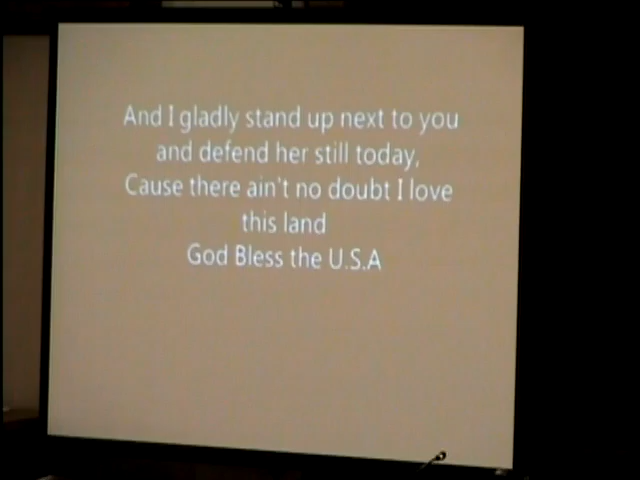 And I gladly stand up next to you
and defend her still today,
Cause there ain't no doubt I love
this land
God Bless the U.S.A